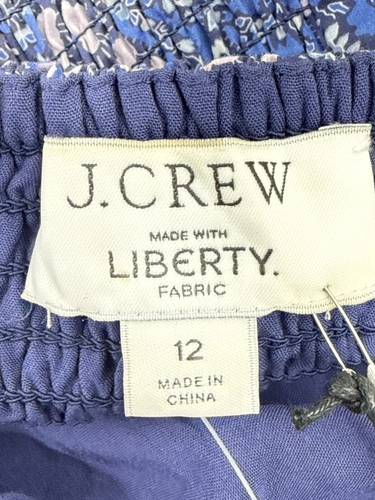 J.CREW
MADE WITH
LIBERTY.
FABRIC
12
MADE IN
CHINA